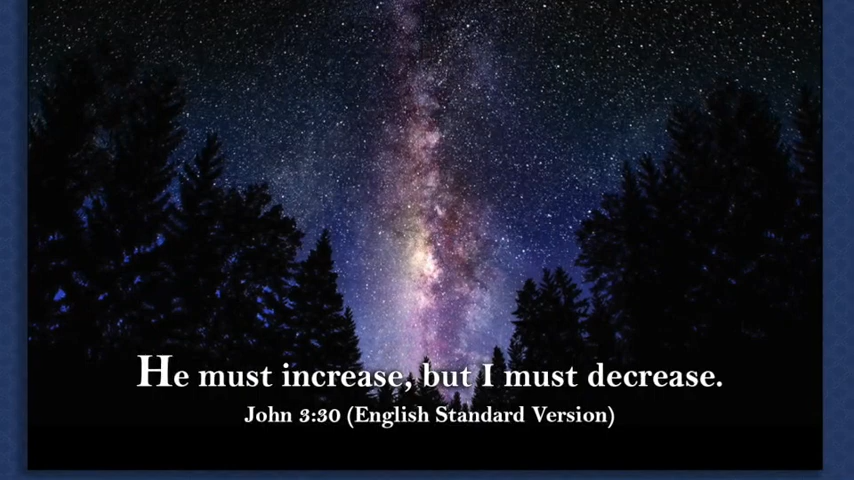 He must increase, but I must decrease.
John 3:30 (English Standard Version)